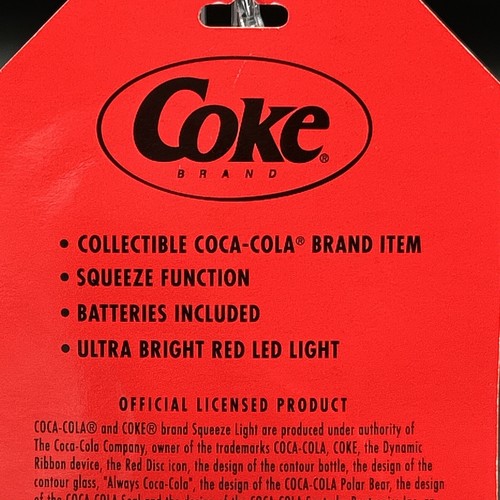 Coke®
BRAND
• COLLECTIBLE COCA-COLA® BRAND ITEM
• SQUEEZE FUNCTION
• BATTERIES INCLUDED
• ULTRA BRIGHT RED LED LIGHT
OFFICIAL LICENSED PRODUCT
COCA-COLA® and COKE® brand Squeeze Light are produced under authority of
The Coca-Cola Company, owner of the trademarks COCA-COLA, COKE, the Dynamic
Ribbon device, the Red Disc icon, the design of the contour bottle, the design of the
contour glass, "Always Coca-Cola", the design of the COCA-COLA Polar Bear, the design